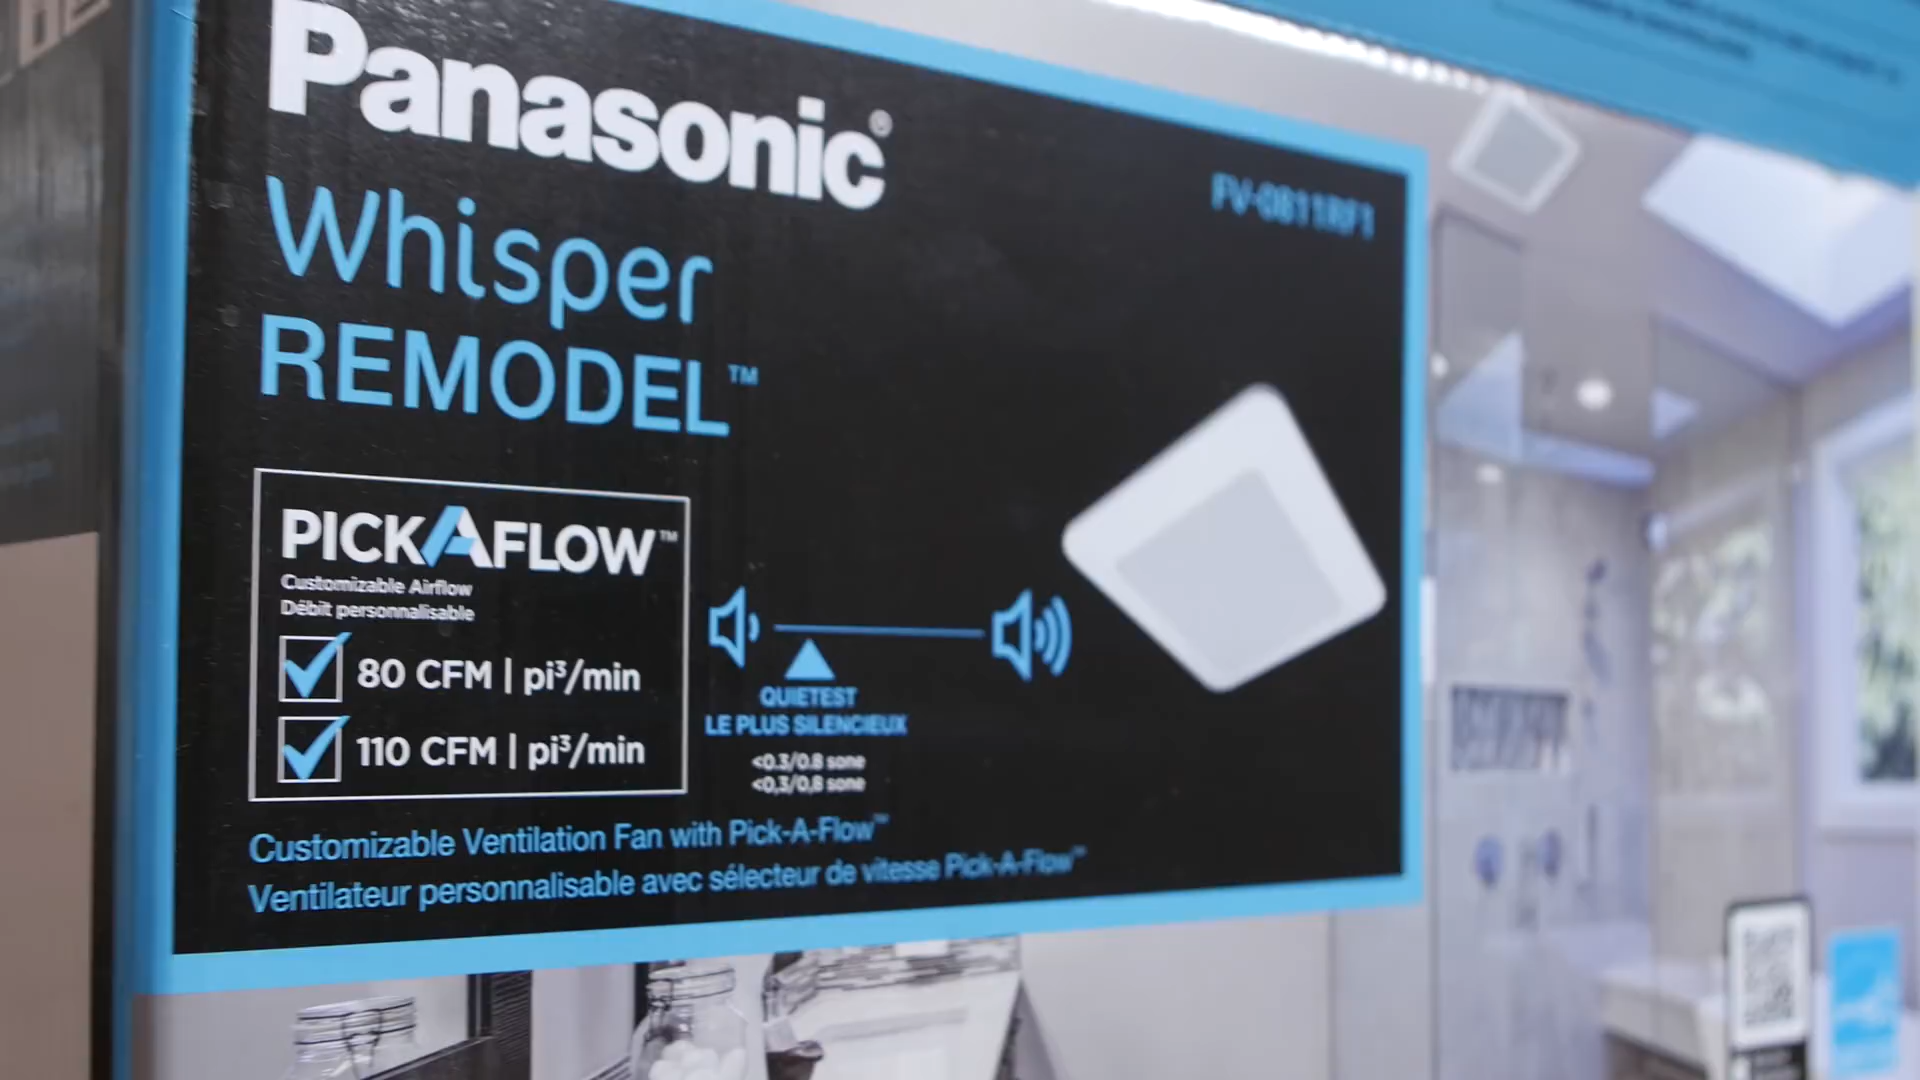 Panasonic®
FV-0811RF1
Whisper
REMODEL™
PICKAFLOW™
Customizable Airflow
Débit personnalisable
80 CFM | pi³/min
110 CFM | pi³/min
QUIETEST
LE PLUS SILENCIEUX
<0.3/0.8 sone
<0,3/0,8 sone
Customizable Ventilation Fan with Pick-A-Flow™
Ventilateur personnalisable avec sélecteur de vitesse Pick-A-Flow™